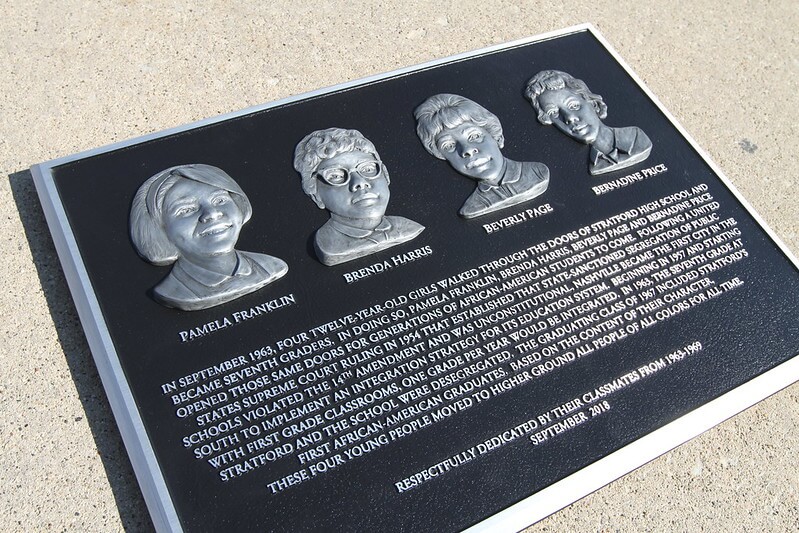 PAMELA FRANKLIN
BRENDA HARRIS
BEVERLY PAGE
BERNADINE PRICE
IN SEPTEMBER 1963, FOUR TWELVE-YEAR-OLD GIRLS WALKED THROUGH THE DOORS OF STRATFORD HIGH SCHOOL AND
BECAME SEVENTH GRADERS. IN DOING SO, PAMELA FRANKLIN, BRENDA HARRIS, BEVERLY PAGE AND BERNADINE PRICE
OPENED THOSE SAME DOORS FOR GENERATIONS OF AFRICAN-AMERICAN STUDENTS TO COME. FOLLOWING A UNITED
STATES SUPREME COURT RULING IN 1954 THAT ESTABLISHED THAT STATE-SANCTIONED SEGREGATION OF PUBLIC
SCHOOLS VIOLATED THE 14TH AMENDMENT AND WAS UNCONSTITUTIONAL, NASHVILLE BECAME THE FIRST CITY IN THE
SOUTH TO IMPLEMENT AN INTEGRATION STRATEGY FOR ITS EDUCATION SYSTEM. BEGINNING IN 1957 AND STARTING
WITH FIRST GRADE CLASSROOMS, ONE GRADE PER YEAR WOULD BE INTEGRATED. IN 1963, THE SEVENTH GRADE AT
STRATFORD AND THE SCHOOL WERE DESEGREGATED. THE GRADUATING CLASS OF 1967 INCLUDED STRATFORD'S
FIRST AFRICAN-AMERICAN GRADUATES. BASED ON THE CONTENT OF THEIR CHARACTER,
THESE FOUR YOUNG PEOPLE MOVED TO HIGHER GROUND ALL PEOPLE OF ALL COLORS FOR ALL TIME.
RESPECTFULLY DEDICATED BY THEIR CLASSMATES FROM 1963-1969
SEPTEMBER 2018